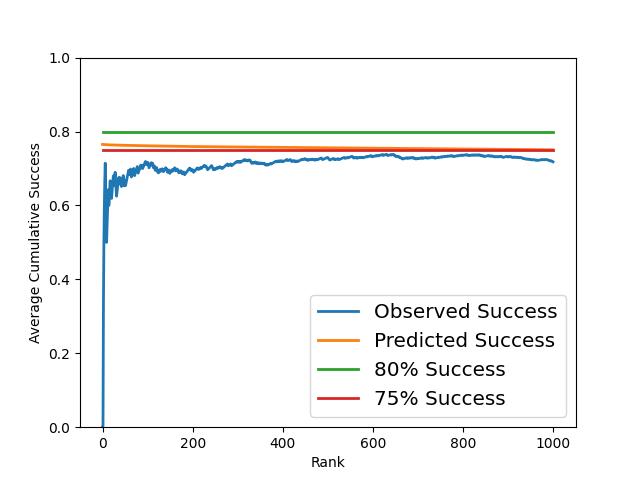 1.0
0.8
0.6
0.4
0.2
0.0
Average Cumulative Success
0
200
400
600
800
1000
Rank
Observed Success
Predicted Success
80% Success
75% Success